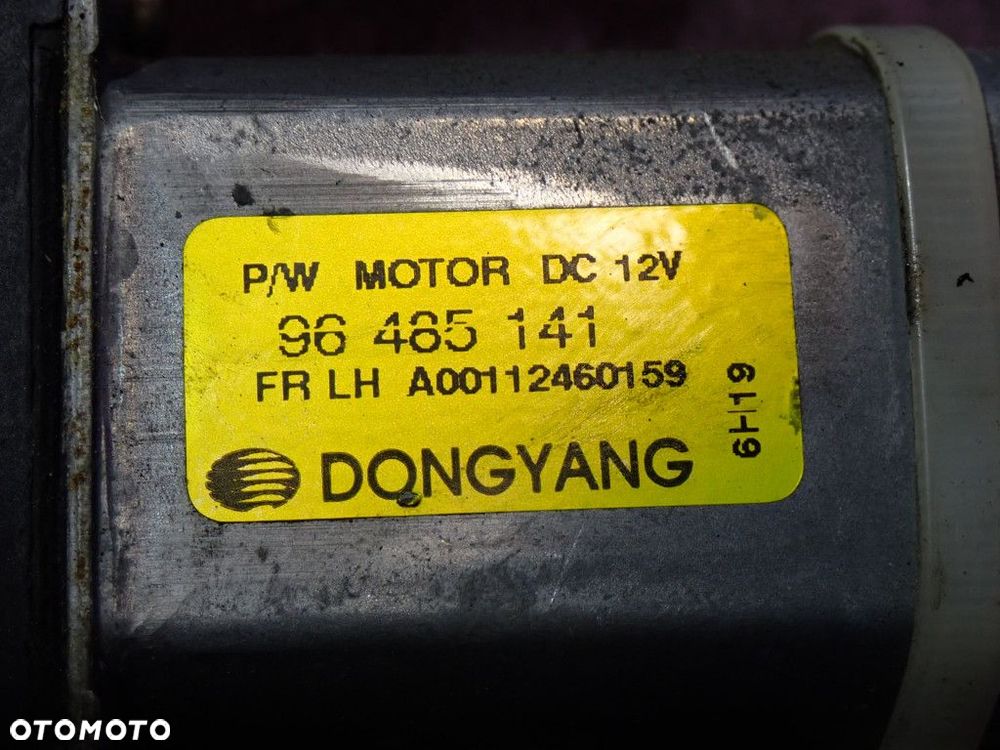 P/W MOTOR DC 12V
96 485 141
FR LH A00112460159
6H19
DONGYANG
OTOMOTO